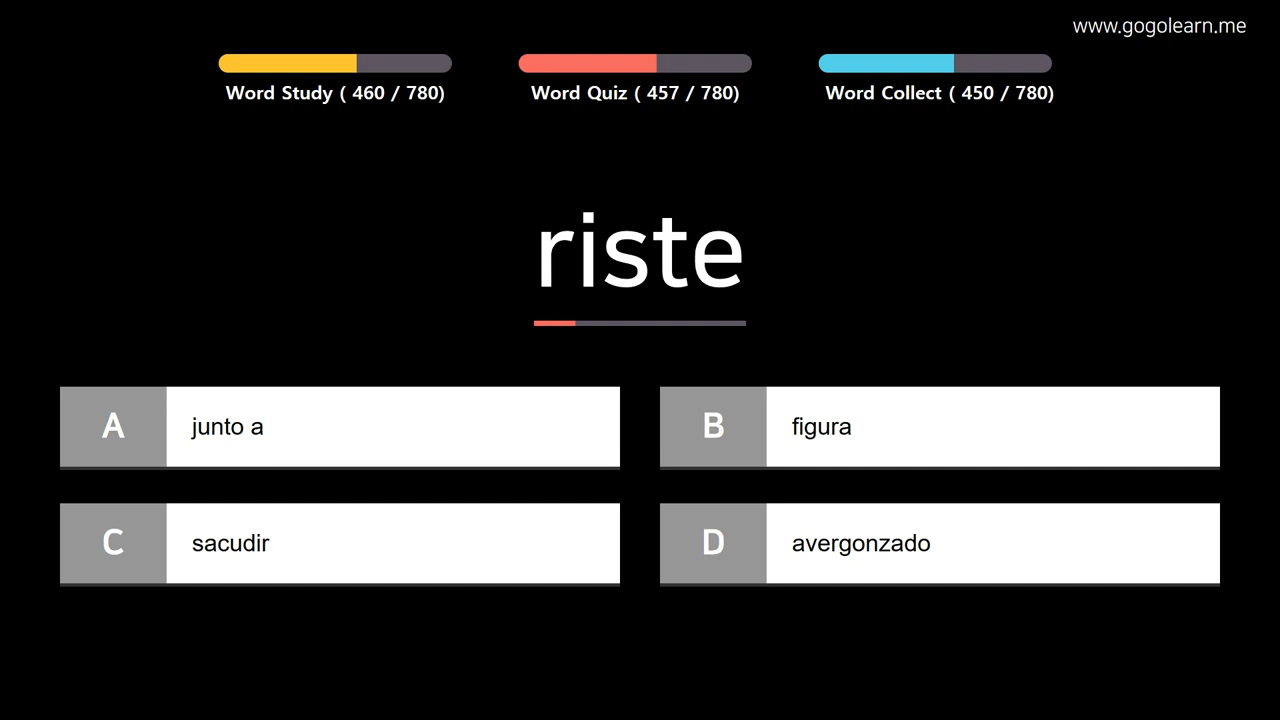 www.gogolearn.me
Word Study ( 460 / 780)
Word Quiz ( 457 / 780)
Word Collect ( 450 / 780)
riste
A junto a
B figura
C sacudir
D avergonzado